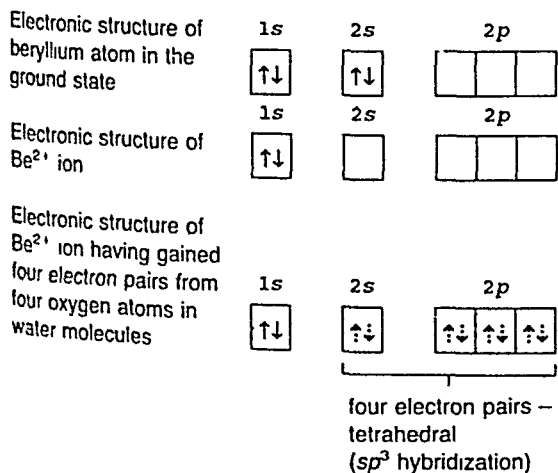 Electronic structure of
beryllium atom in the
ground state
1s 2s 2p
↑↓ ↑↓
Electronic structure of
Be²⁺ ion
1s 2s 2p
↑↓
Electronic structure of
Be²⁺ ion having gained
four electron pairs from
four oxygen atoms in
water molecules
1s 2s 2p
↑↓ ↑↓ ↑↓ ↑↓ ↑↓
four electron pairs –
tetrahedral
(sp³ hybridization)